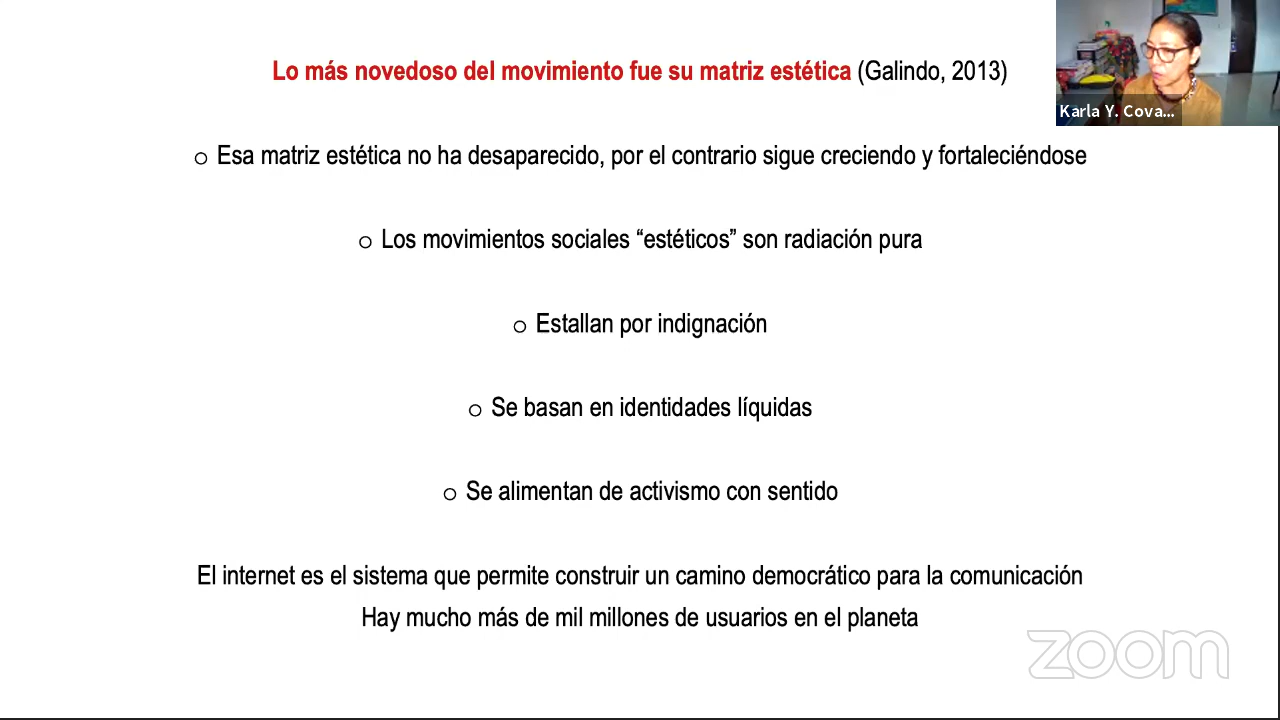 Lo más novedoso del movimiento fue su matriz estética (Galindo, 2013)
Karla Y. Cova...
o Esa matriz estética no ha desaparecido, por el contrario sigue creciendo y fortaleciéndose
o Los movimientos sociales “estéticos” son radiación pura
o Estallan por indignación
o Se basan en identidades líquidas
o Se alimentan de activismo con sentido
El internet es el sistema que permite construir un camino democrático para la comunicación
Hay mucho más de mil millones de usuarios en el planeta
zoom